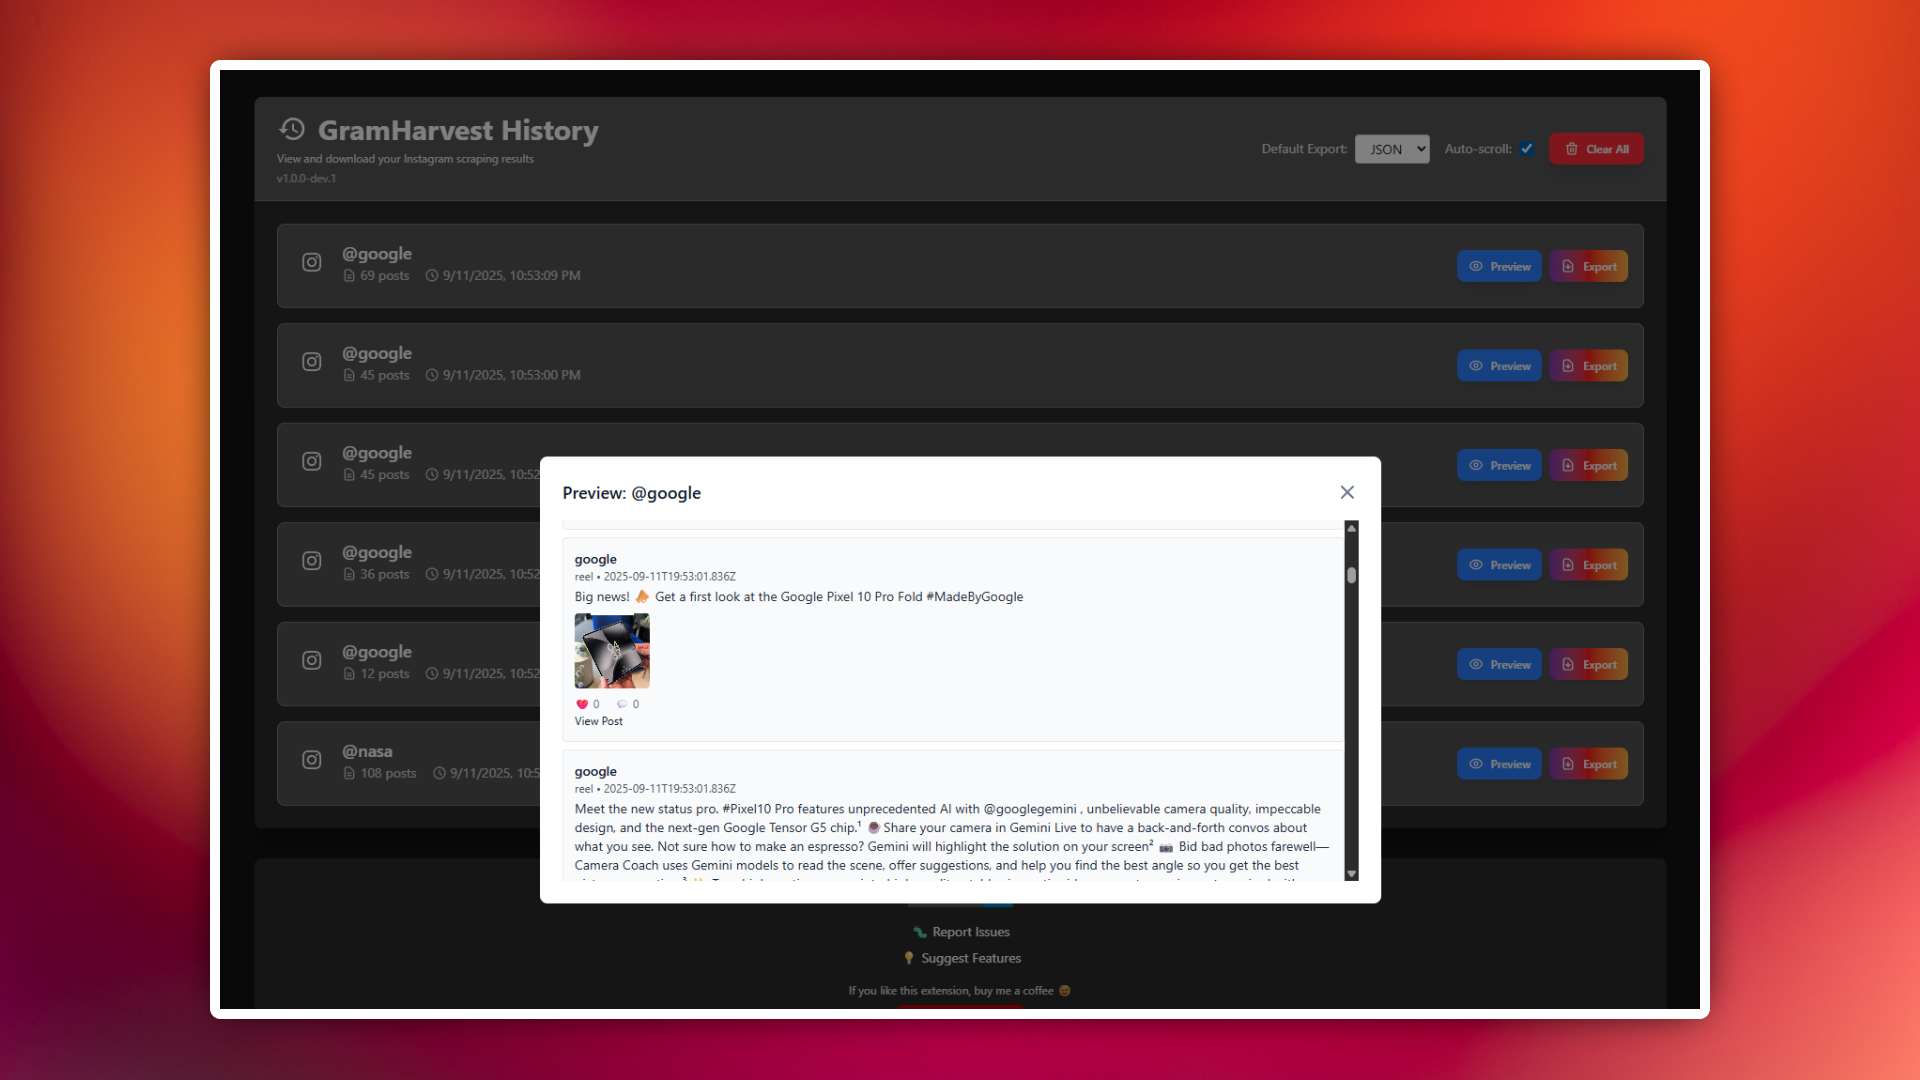 GramHarvest History
View and download your Instagram scraping results
v1.0.0-dev.1
Default Export: JSON Auto-scroll: Clear All
@google
69 posts 9/11/2025, 10:53:09 PM
Preview Export
@google
45 posts 9/11/2025, 10:53:00 PM
Preview Export
@google
45 posts 9/11/2025, 10:52
Preview Export
@google
36 posts 9/11/2025, 10:52
Preview Export
@google
12 posts 9/11/2025, 10:52
Preview Export
@nasa
108 posts 9/11/2025, 10:5
Preview Export
Preview: @google
google
reel • 2025-09-11T19:53:01.836Z
Big news! 📣 Get a first look at the Google Pixel 10 Pro Fold #MadeByGoogle
0 0
View Post
google
reel • 2025-09-11T19:53:01.836Z
Meet the new status pro. #Pixel10 Pro features unprecedented AI with @googlegemini , unbelievable camera quality, impeccable
design, and the next-gen Google Tensor G5 chip.¹ Share your camera in Gemini Live to have a back-and-forth convos about
what you see. Not sure how to make an espresso? Gemini will highlight the solution on your screen² 📷 Bid bad photos farewell—
Camera Coach uses Gemini models to read the scene, offer suggestions, and help you find the best angle so you get the best
Report Issues
Suggest Features
If you like this extension, buy me a coffee